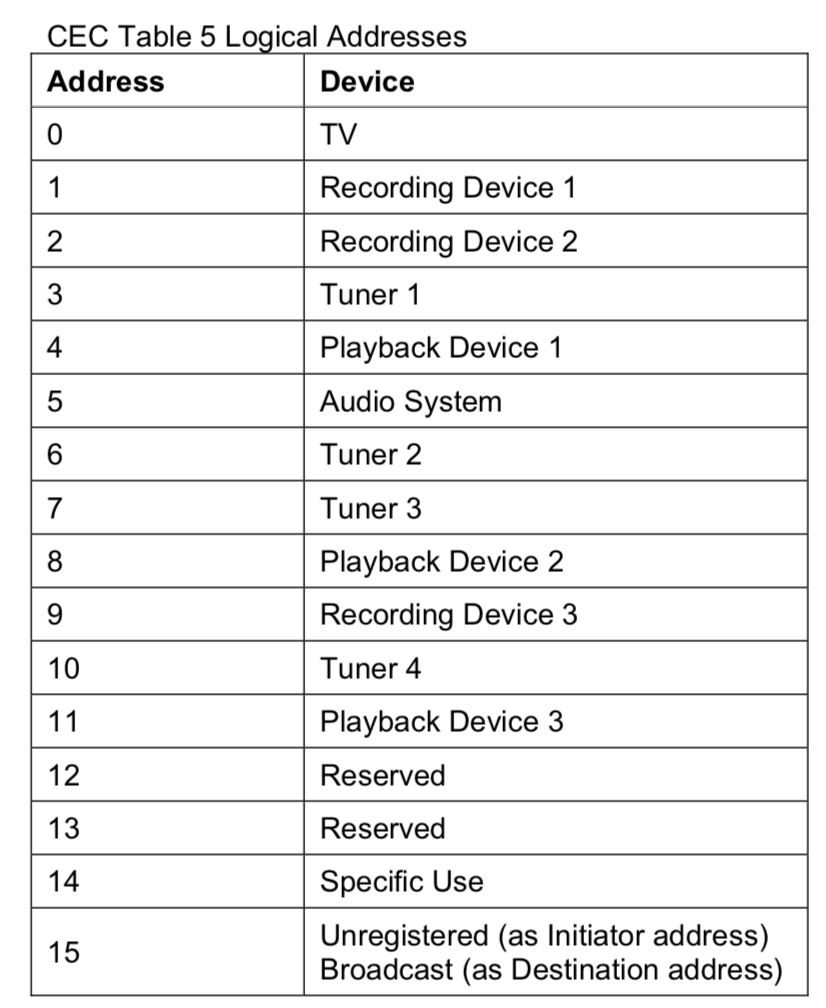 CEC Table 5 Logical Addresses
Address Device
0 TV
1 Recording Device 1
2 Recording Device 2
3 Tuner 1
4 Playback Device 1
5 Audio System
6 Tuner 2
7 Tuner 3
8 Playback Device 2
9 Recording Device 3
10 Tuner 4
11 Playback Device 3
12 Reserved
13 Reserved
14 Specific Use
15 Unregistered (as Initiator address)
Broadcast (as Destination address)